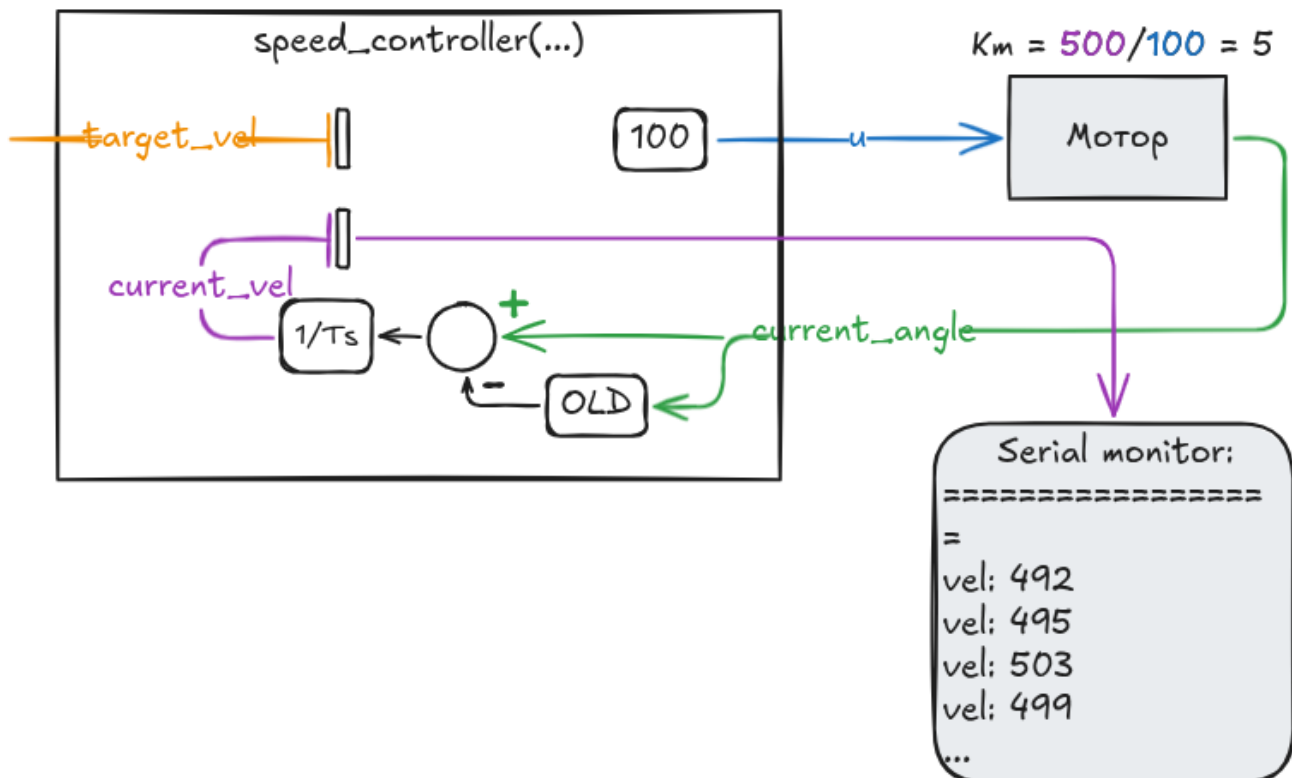 speed_controller(...)
Km = 500/100 = 5
target_vel
100
u
Мотор
current_vel
+
1/Ts
current_angle
-
OLD
Serial monitor:
=================
=
vel: 492
vel: 495
vel: 503
vel: 499
...